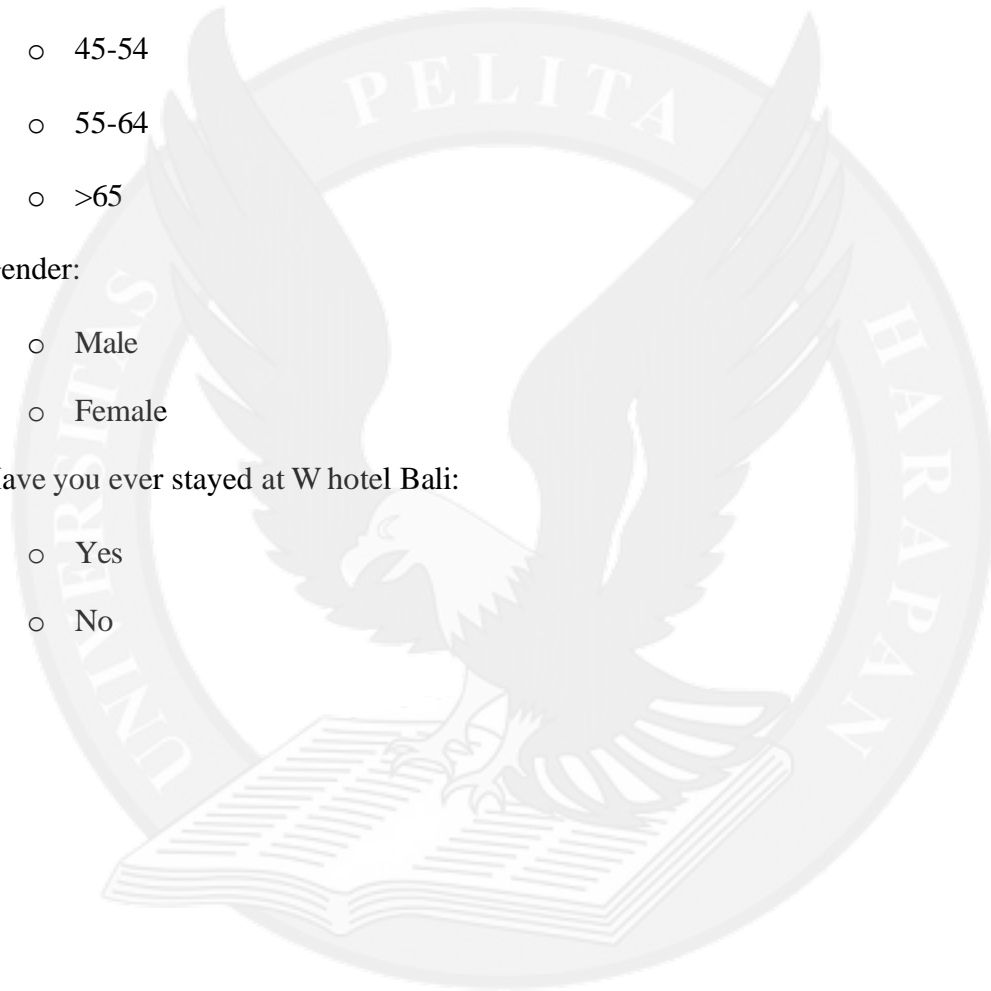 o 45-54
o 55-64
o >65
ender:
o Male
o Female
ave you ever stayed at W hotel Bali:
o Yes
o No
UNIVERSITAS PELITA HARAPAN